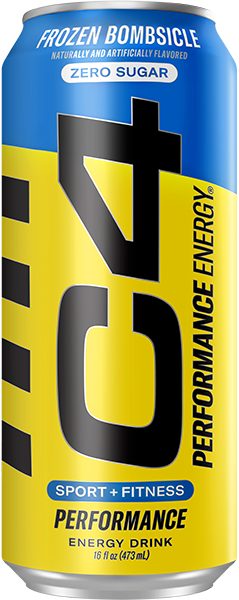 FROZEN BOMBSICLE
NATURALLY AND ARTIFICIALLY FLAVORED
ZERO SUGAR
C4
PERFORMANCE ENERGY®
SPORT + FITNESS
PERFORMANCE
ENERGY DRINK
16 fl oz (473 mL)